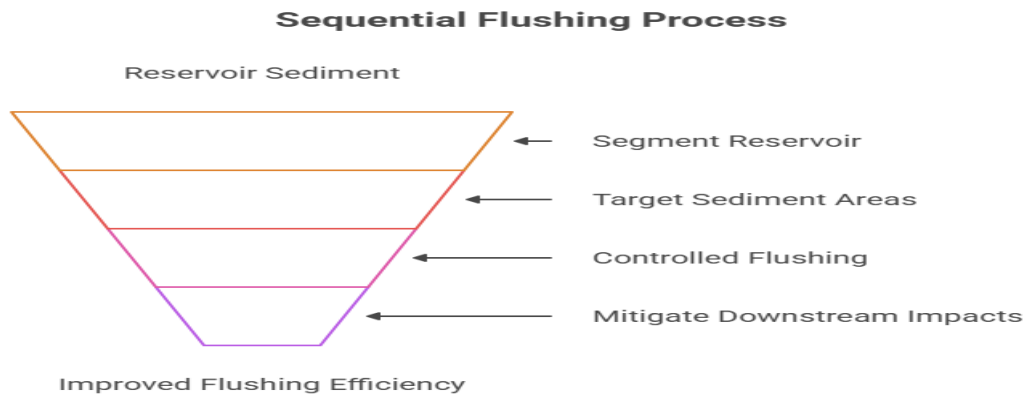 Sequential Flushing Process
Reservoir Sediment
Segment Reservoir
Target Sediment Areas
Controlled Flushing
Mitigate Downstream Impacts
Improved Flushing Efficiency